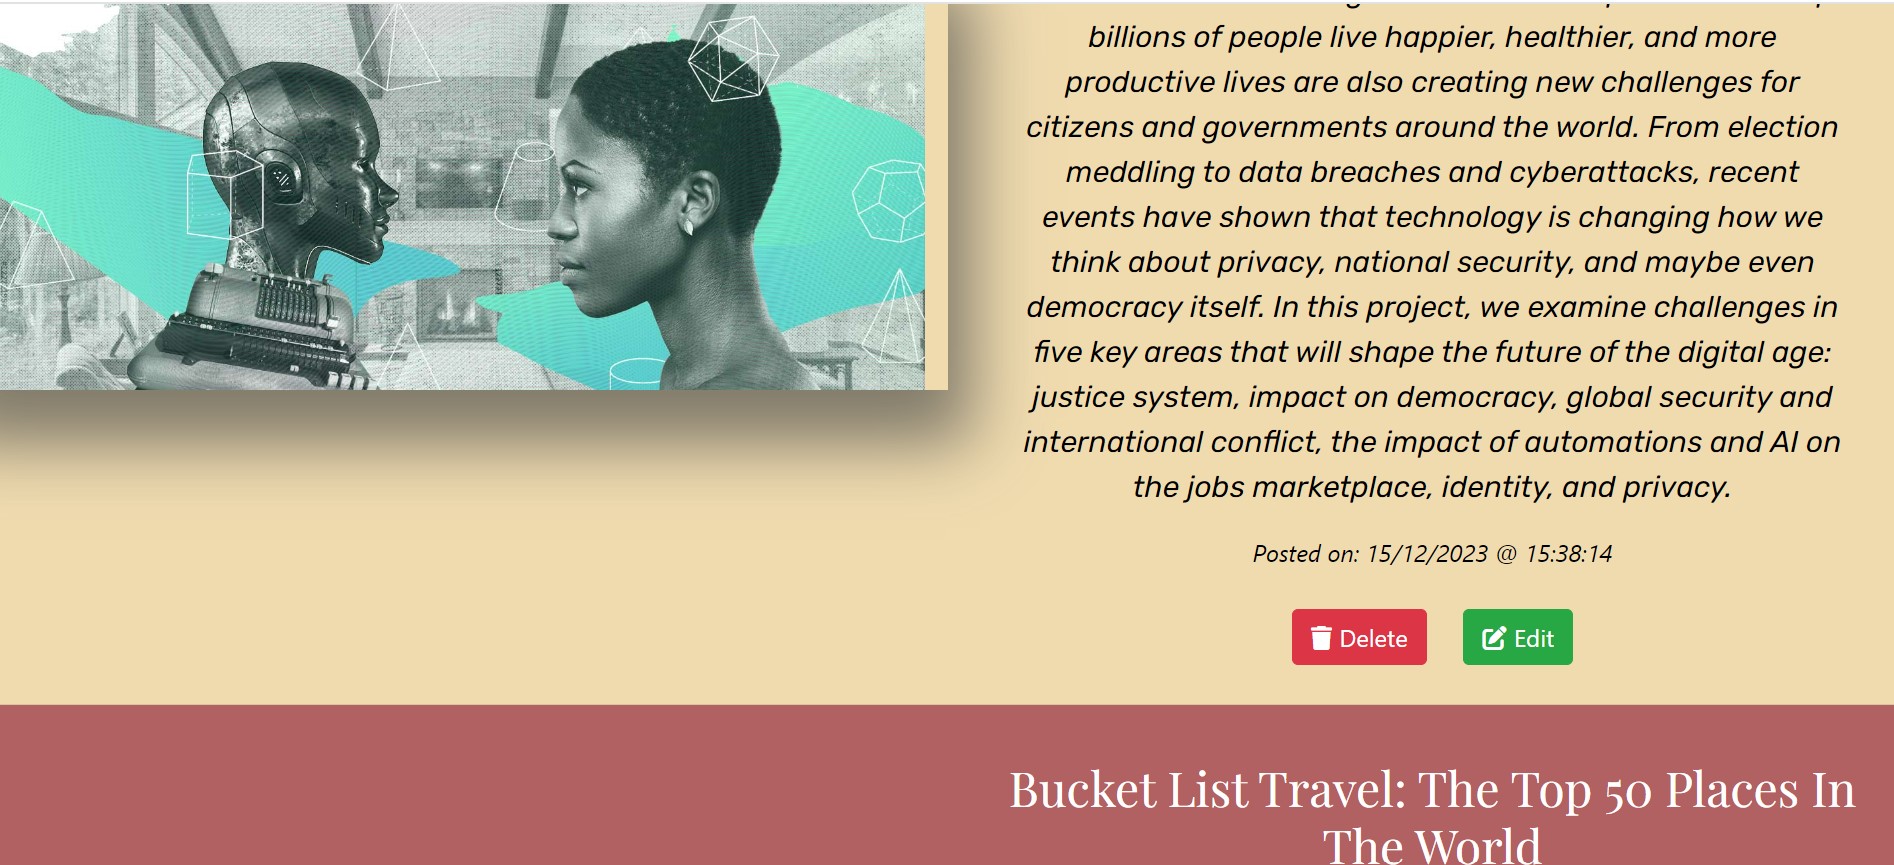 billions of people live happier, healthier, and more
productive lives are also creating new challenges for
citizens and governments around the world. From election
meddling to data breaches and cyberattacks, recent
events have shown that technology is changing how we
think about privacy, national security, and maybe even
democracy itself. In this project, we examine challenges in
five key areas that will shape the future of the digital age:
justice system, impact on democracy, global security and
international conflict, the impact of automations and AI on
the jobs marketplace, identity, and privacy.
Posted on: 15/12/2023 @ 15:38:14
Delete Edit
Bucket List Travel: The Top 50 Places In
The World